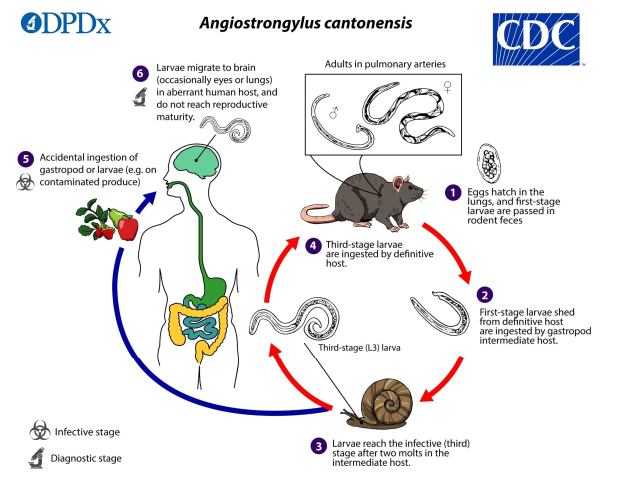 DPDx
Angiostrongylus cantonensis
CDC
TM
6 Larvae migrate to brain
(occasionally eyes or lungs)
in aberrant human host, and
do not reach reproductive
maturity.
Adults in pulmonary arteries
♂
♀
5 Accidental ingestion of
gastropod or larvae (e.g. on
contaminated produce)
1 Eggs hatch in the
lungs, and first-stage
larvae are passed in
rodent feces
4 Third-stage larvae
are ingested by definitive
host.
2
First-stage larvae shed
from definitive host
are ingested by gastropod
intermediate host.
Third-stage (L3) larva
3 Larvae reach the infective (third)
stage after two molts in the
intermediate host.
Infective stage
Diagnostic stage